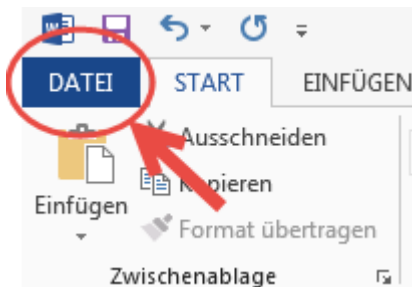 DATEI START EINFÜGEN
Ausschneiden
Kopieren
Einfügen
Format übertragen
Zwischenablage